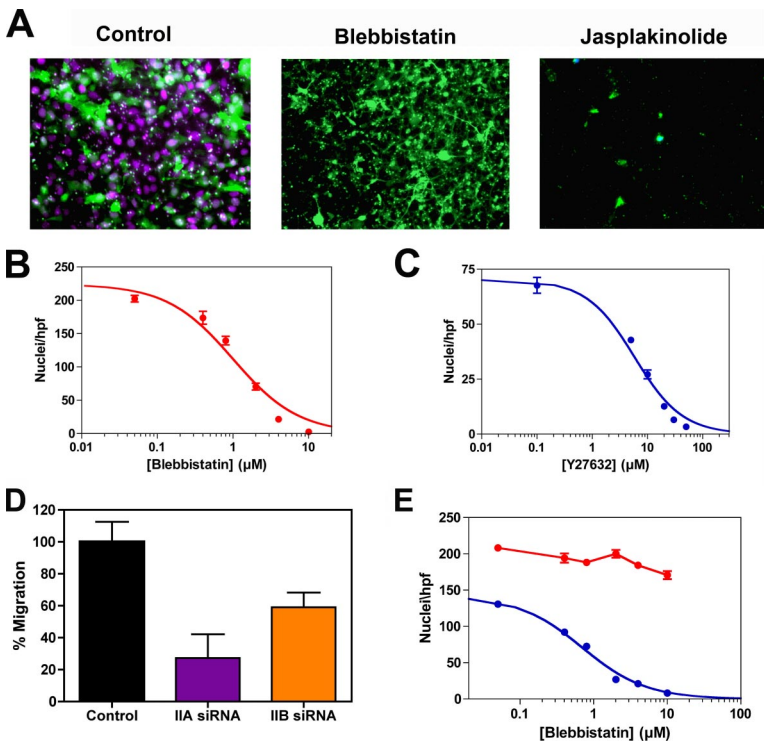 A
Control
Blebbistatin
Jasplakinolide
B
250
200
150
100
50
0
Nuclei/hpf
0.01
0.1
1
10
[Blebbistatin] (µM)
C
75
50
25
0
Nuclei/hpf
0.01
0.1
1
10
100
[Y27632] (µM)
D
120
100
80
60
40
20
0
% Migration
Control
IIA siRNA
IIB siRNA
E
250
200
150
100
50
0
Nuclei\hpf
0.1
1
10
100
[Blebbistatin] (µM)